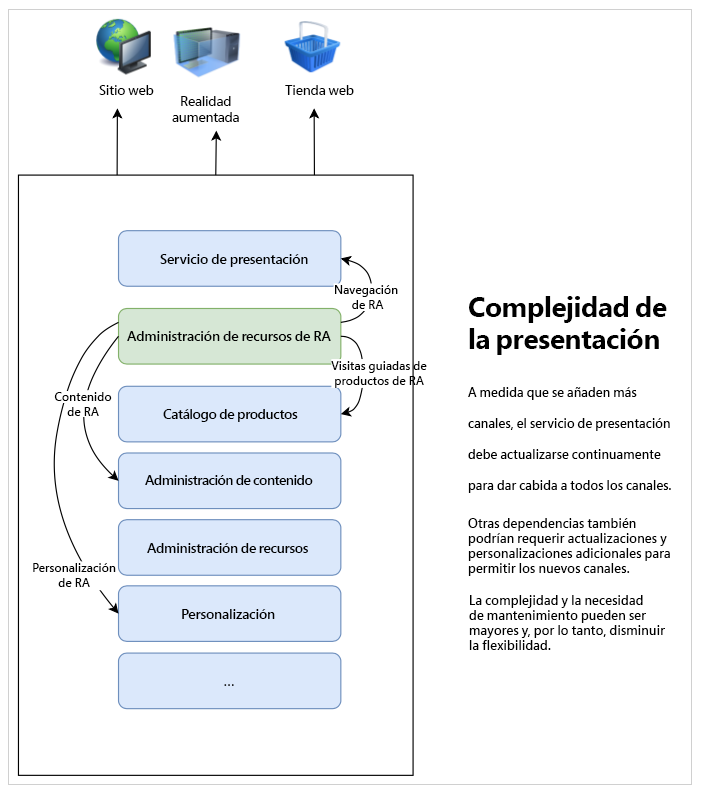 Sitio web
Realidad
aumentada
Tienda web
Servicio de presentación
Navegación
de RA
Administración de recursos de RA
Visitas guiadas de
productos de RA
Contenido
de RA
Catálogo de productos
Administración de contenido
Administración de recursos
Personalización
de RA
Personalización
...
Complejidad de
la presentación
A medida que se añaden más
canales, el servicio de presentación
debe actualizarse continuamente
para dar cabida a todos los canales.
Otras dependencias también
podrían requerir actualizaciones y
personalizaciones adicionales para
permitir los nuevos canales.
La complejidad y la necesidad
de mantenimiento pueden ser
mayores y, por lo tanto, disminuir
la flexibilidad.